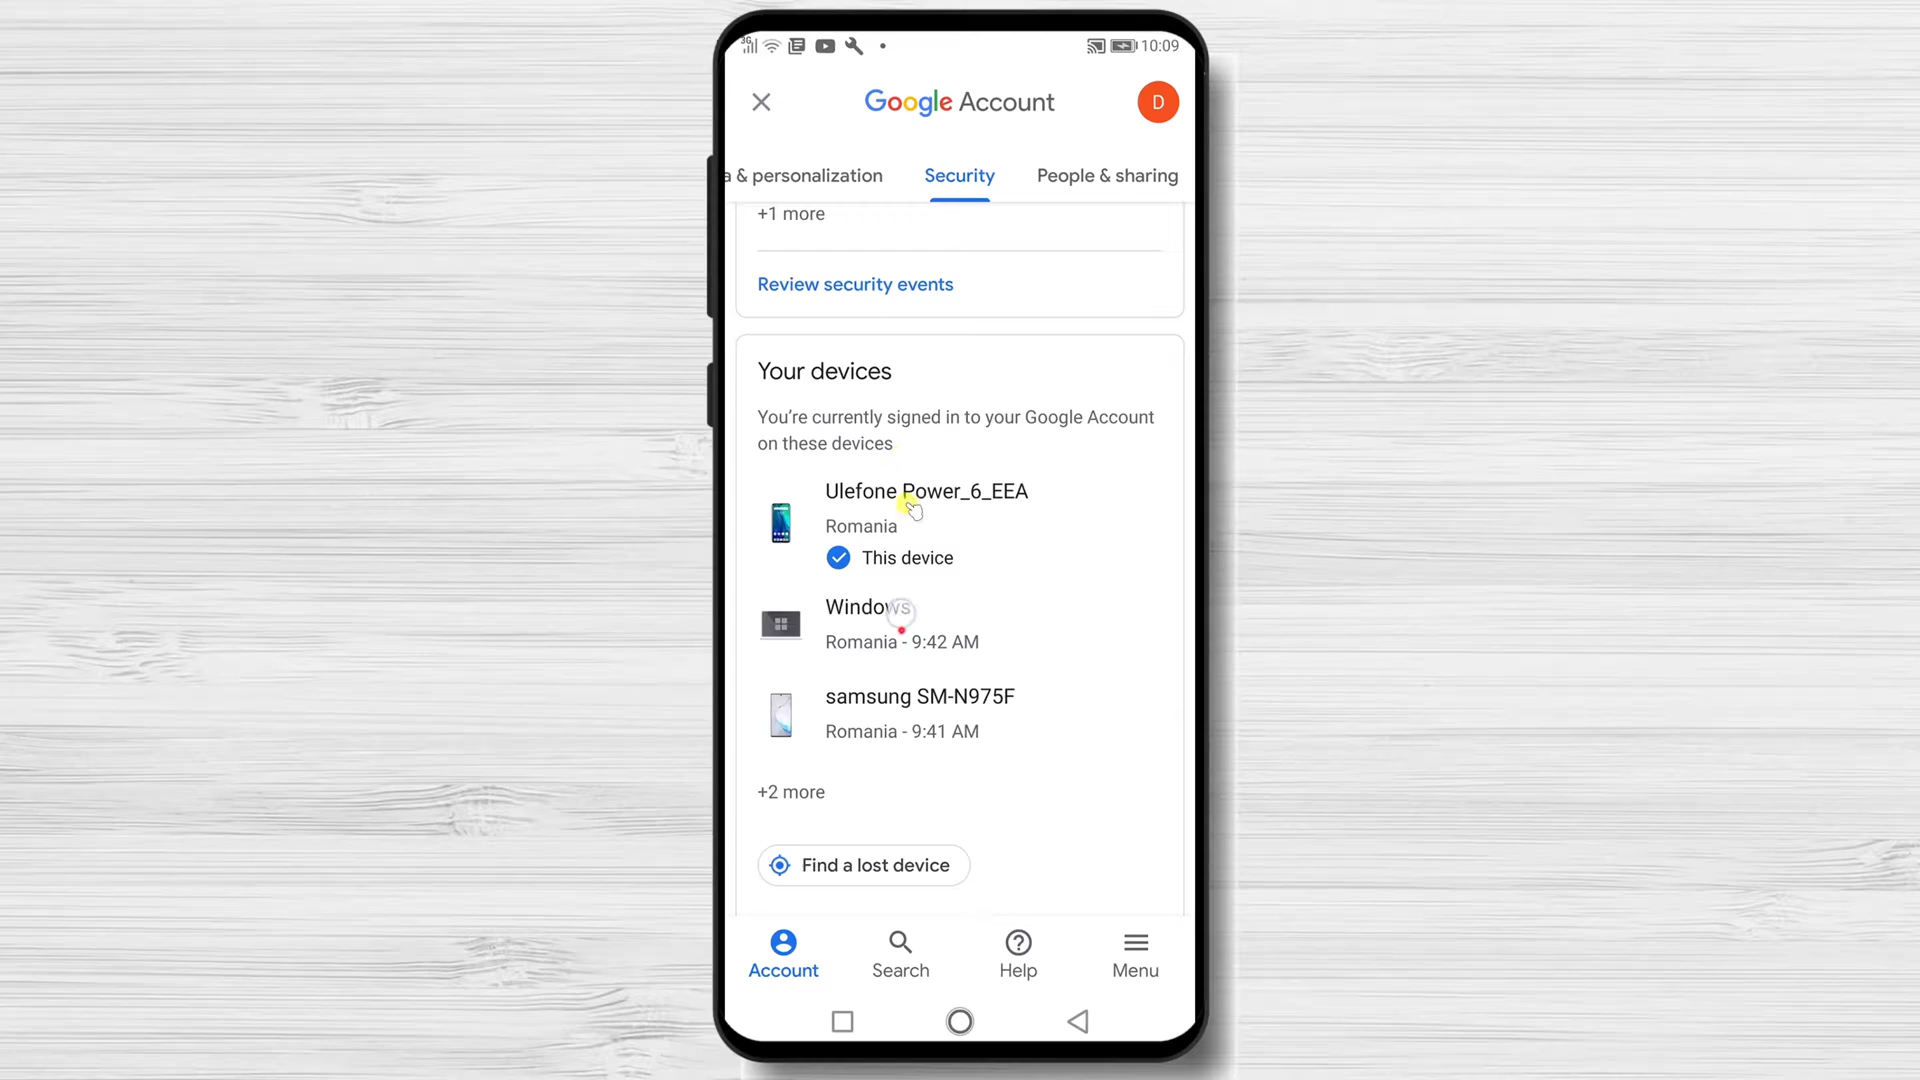 3G
10:09
Google Account
D
a & personalization
Security
People & sharing
+1 more
Review security events
Your devices
You're currently signed in to your Google Account
on these devices
Ulefone Power_6_EEA
Romania
This device
Windows
Romania - 9:42 AM
samsung SM-N975F
Romania - 9:41 AM
+2 more
Find a lost device
Account
Search
Help
Menu